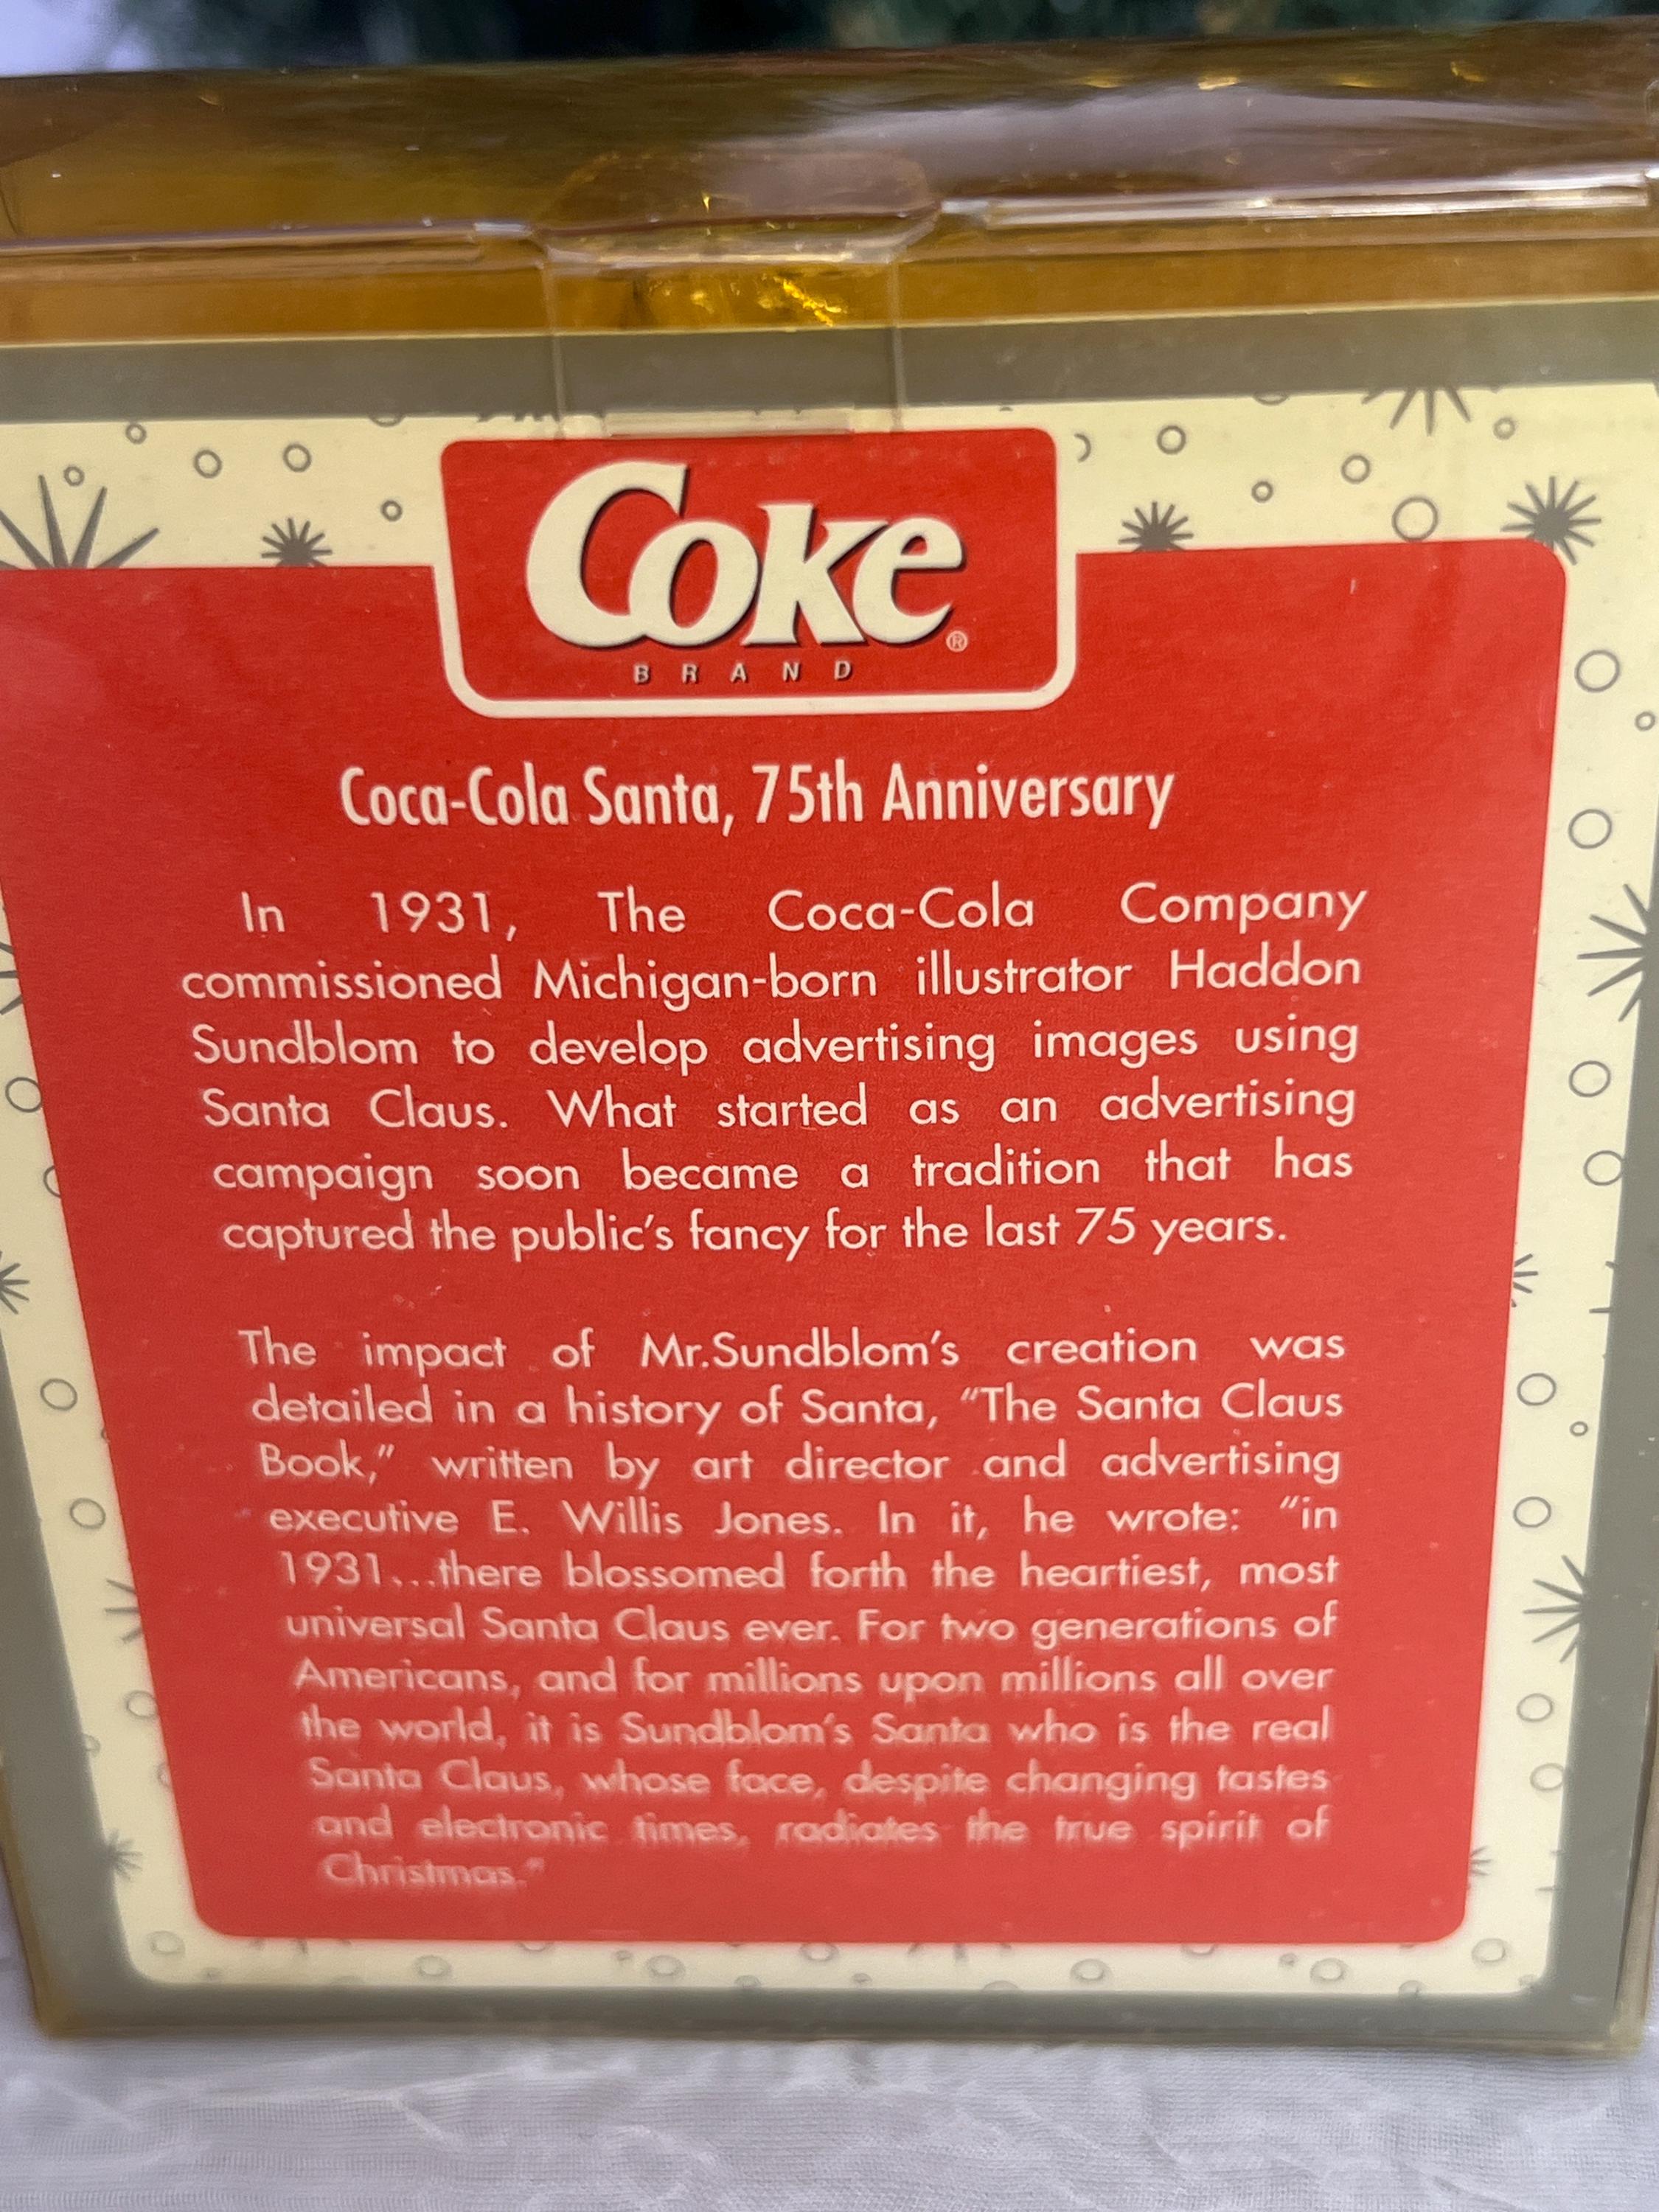 Coke®
BRAND
Coca-Cola Santa, 75th Anniversary
In 1931, The Coca-Cola Company
commissioned Michigan-born illustrator Haddon
Sundblom to develop advertising images using
Santa Claus. What started as an advertising
campaign soon became a tradition that has
captured the public's fancy for the last 75 years.
The impact of Mr.Sundblom's creation was
detailed in a history of Santa, “The Santa Claus
Book,” written by art director and advertising
executive E. Willis Jones. In it, he wrote: “in
1931...there blossomed forth the heartiest, most
universal Santa Claus ever. For two generations of
Americans, and for millions upon millions all over
the world, it is Sundblom's Santa who is the real
Santa Claus, whose face, despite changing tastes
and electronic times, radiates the true spirit of
Christmas.”